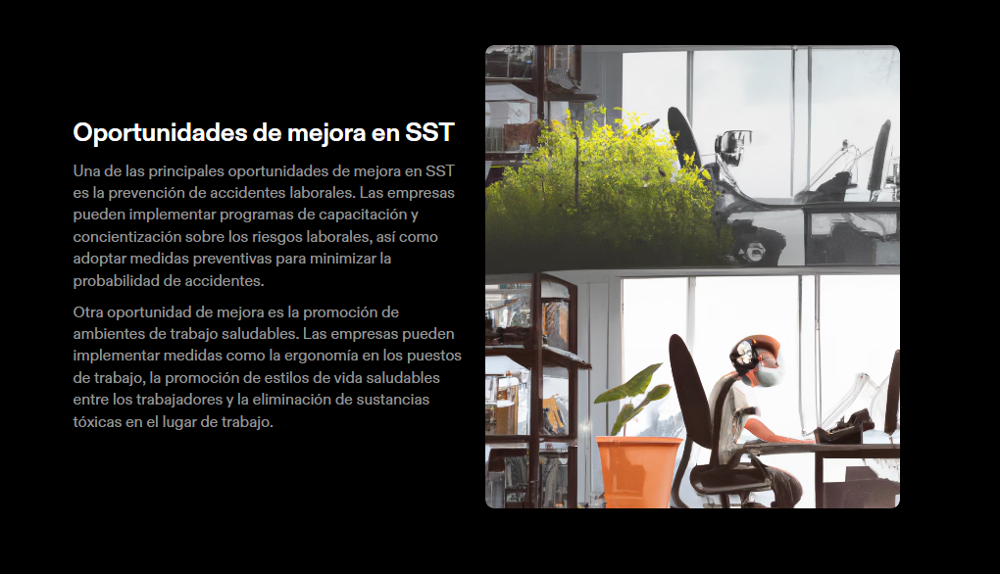 Oportunidades de mejora en SST
Una de las principales oportunidades de mejora en SST
es la prevención de accidentes laborales. Las empresas
pueden implementar programas de capacitación y
concientización sobre los riesgos laborales, así como
adoptar medidas preventivas para minimizar la
probabilidad de accidentes.
Otra oportunidad de mejora es la promoción de
ambientes de trabajo saludables. Las empresas pueden
implementar medidas como la ergonomía en los puestos
de trabajo, la promoción de estilos de vida saludables
entre los trabajadores y la eliminación de sustancias
tóxicas en el lugar de trabajo.